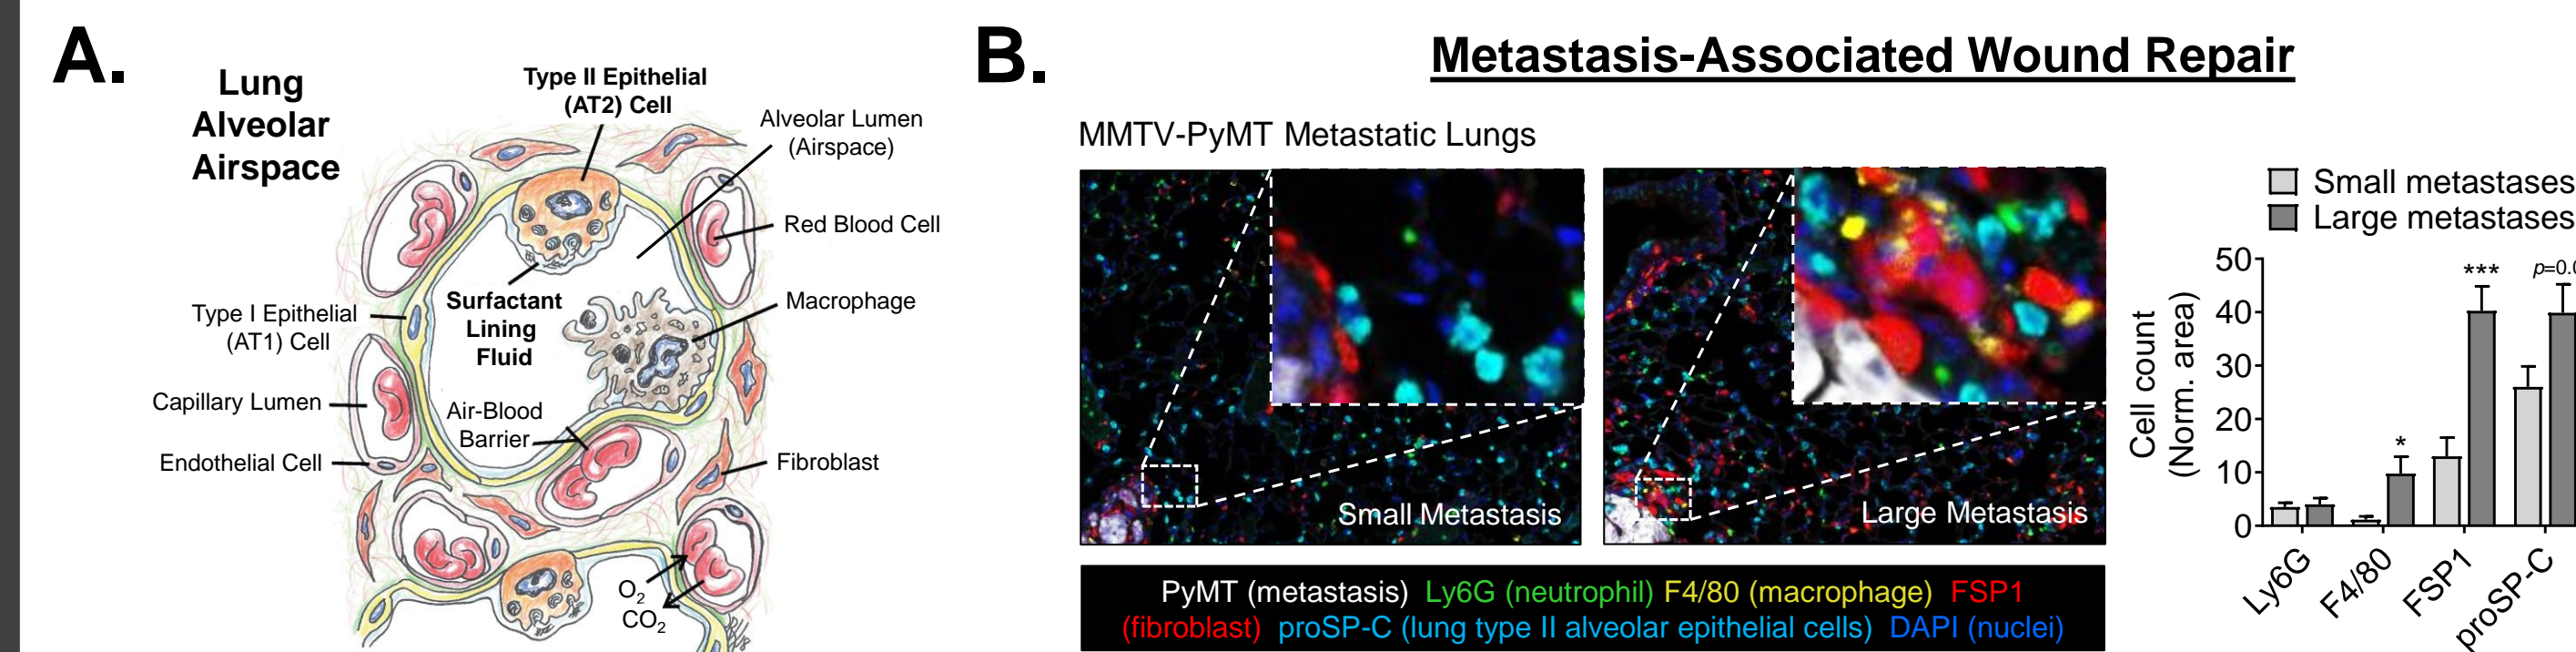 A.
Lung
Alveolar
Airspace
Type II Epithelial
(AT2) Cell
Alveolar Lumen
(Airspace)
Red Blood Cell
Surfactant
Lining
Fluid
Macrophage
Type I Epithelial
(AT1) Cell
Capillary Lumen
Air-Blood
Barrier
Endothelial Cell
Fibroblast
O2
CO2
B.
Metastasis-Associated Wound Repair
MMTV-PyMT Metastatic Lungs
Small Metastasis
Large Metastasis
PyMT (metastasis) Ly6G (neutrophil) F4/80 (macrophage) FSP1
(fibroblast) proSP-C (lung type II alveolar epithelial cells) DAPI (nuclei)
Small metastases
Large metastases
Cell count
(Norm. area)
50
40
30
20
10
0
*
***
p=0.0
Ly6G
F4/80
FSP1
proSP-C